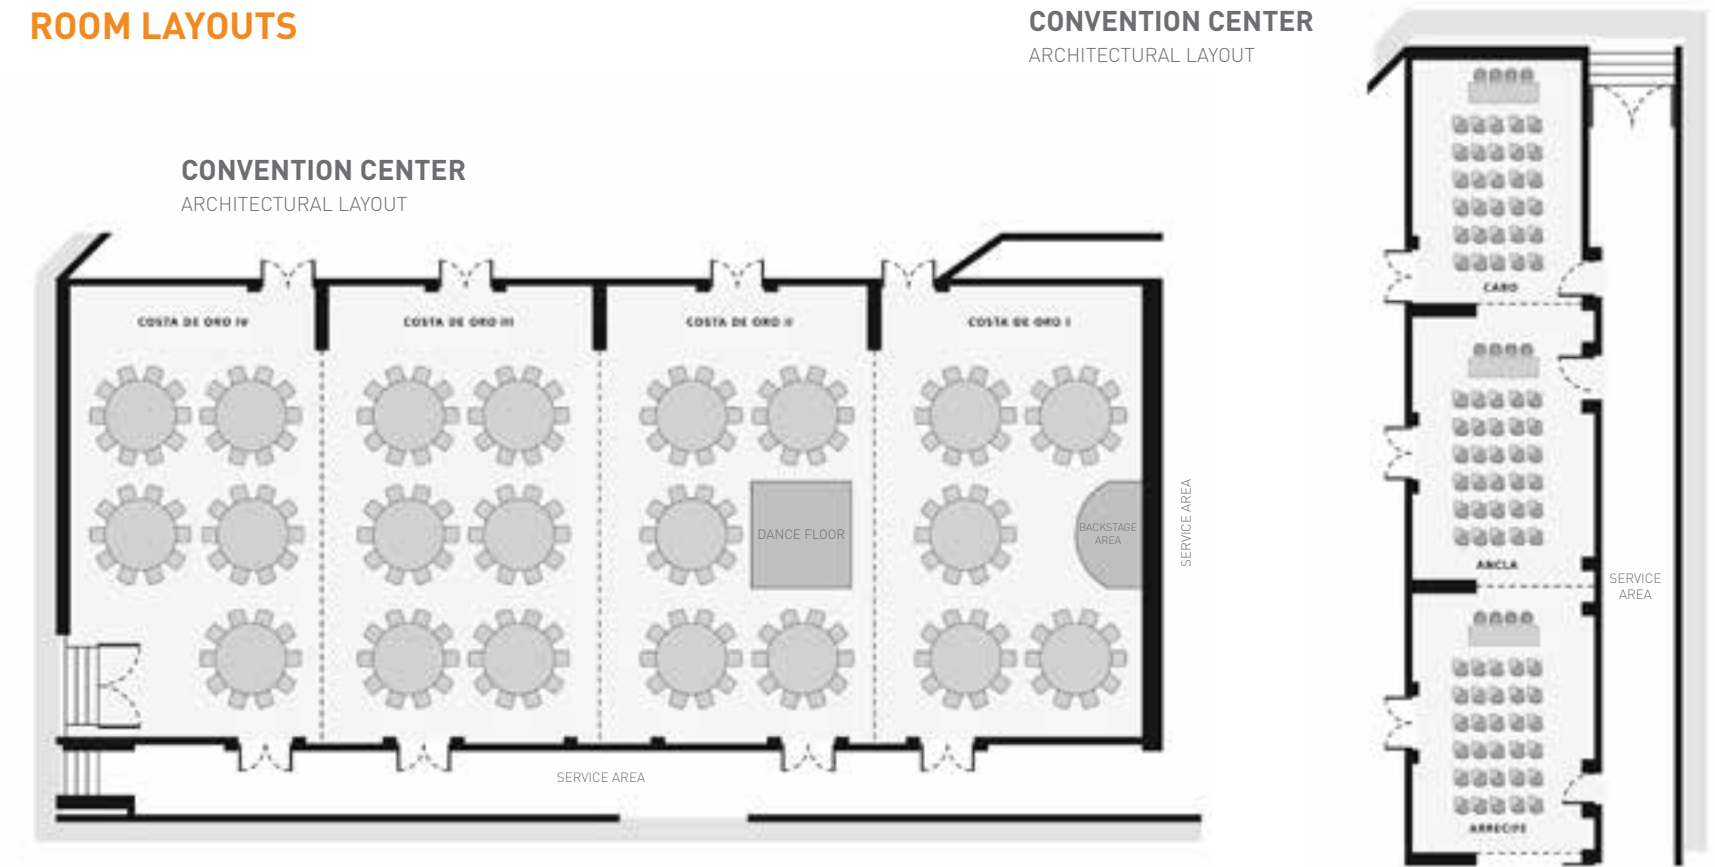 ROOM LAYOUTS
CONVENTION CENTER
ARCHITECTURAL LAYOUT
CONVENTION CENTER
ARCHITECTURAL LAYOUT
COSTA DE ORO IV
COSTA DE ORO III
COSTA DE ORO II
COSTA DE ORO I
DANCE FLOOR
BACKSTAGE
AREA
SERVICE AREA
SERVICE AREA
CABO
ANCLA
SERVICE
AREA
ARRECIFE